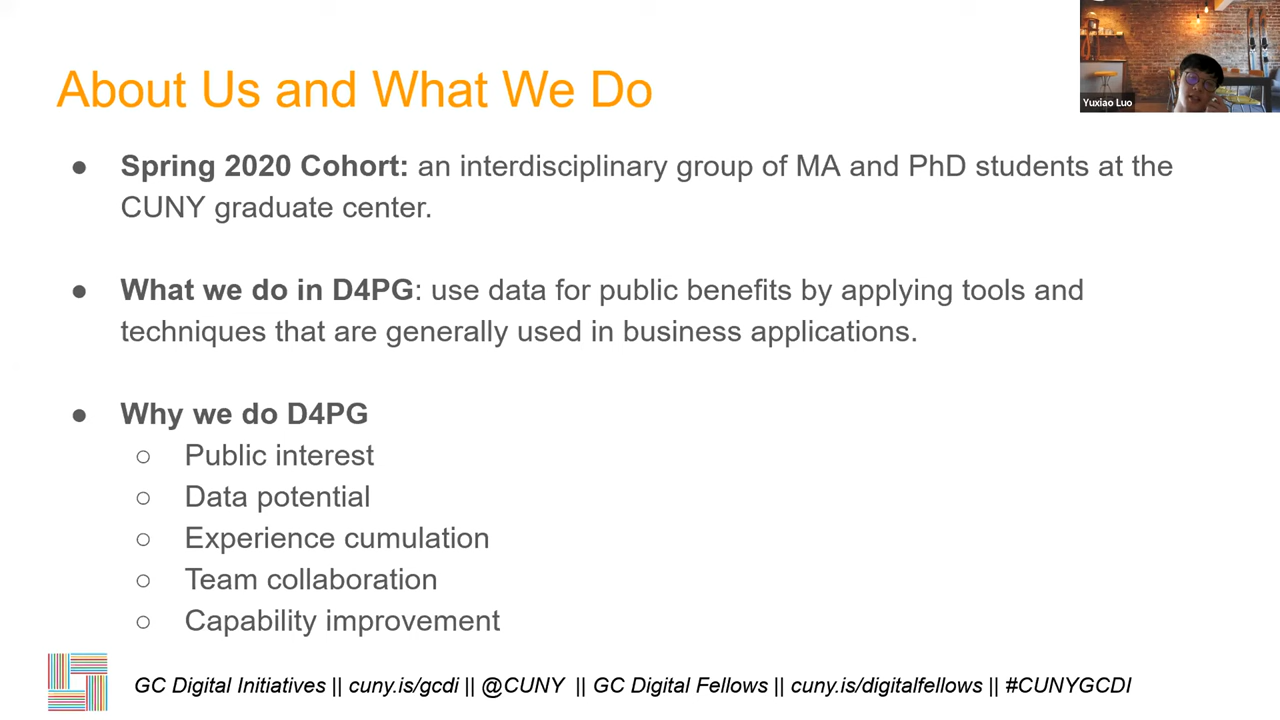 About Us and What We Do
Yuxiao Luo
● Spring 2020 Cohort: an interdisciplinary group of MA and PhD students at the
CUNY graduate center.
● What we do in D4PG: use data for public benefits by applying tools and
techniques that are generally used in business applications.
● Why we do D4PG
○ Public interest
○ Data potential
○ Experience cumulation
○ Team collaboration
○ Capability improvement
GC Digital Initiatives || cuny.is/gcdi || @CUNY || GC Digital Fellows || cuny.is/digitalfellows || #CUNYGCDI